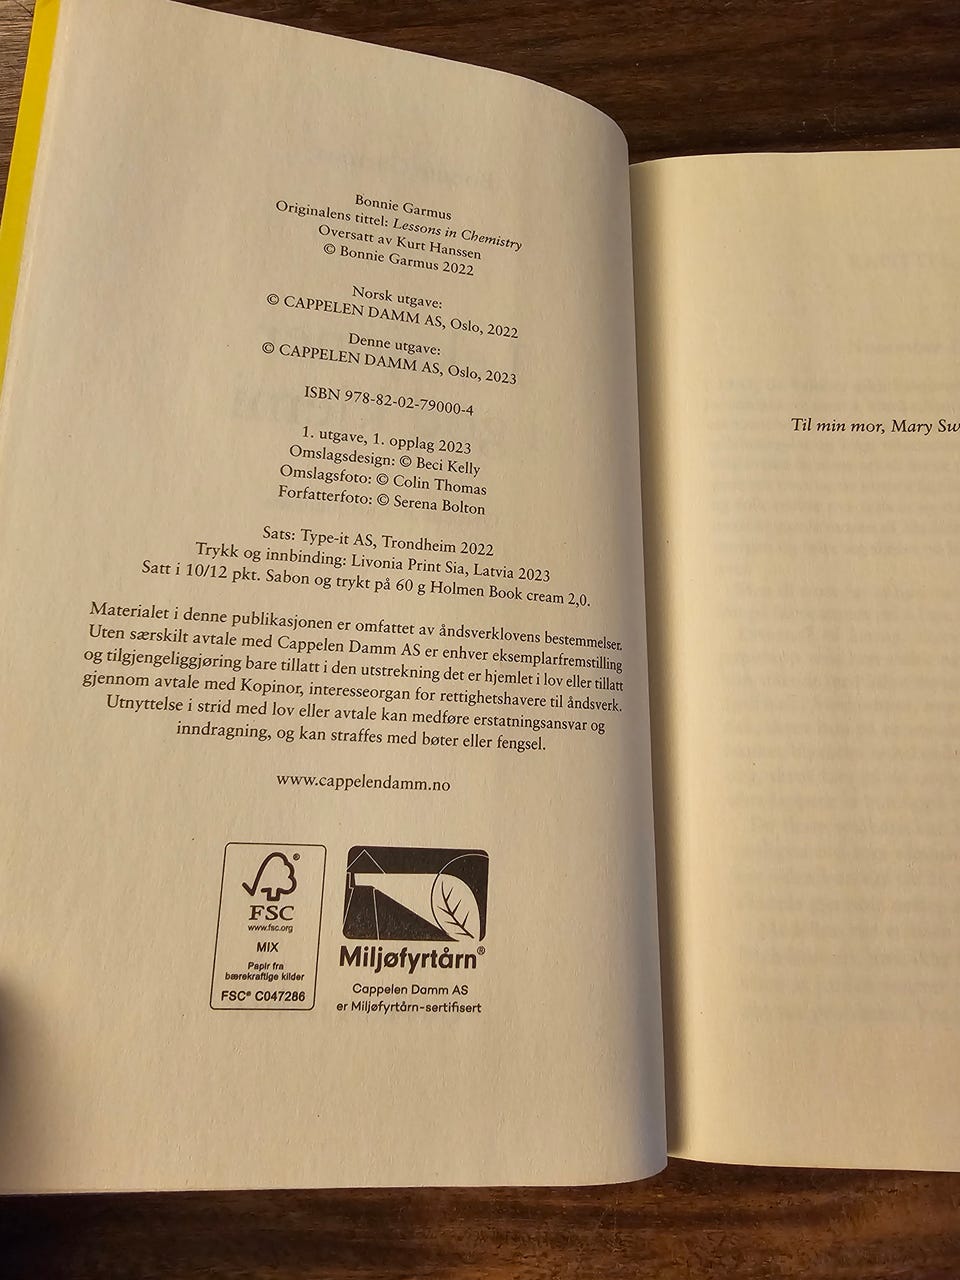 Bonnie Garmus
Originalens tittel: Lessons in Chemistry
Oversatt av Kurt Hanssen
© Bonnie Garmus 2022
Norsk utgave:
© CAPPELEN DAMM AS, Oslo, 2022
Denne utgave:
© CAPPELEN DAMM AS, Oslo, 2023
ISBN 978-82-02-79000-4
1. utgave, 1. opplag 2023
Omslagsdesign: © Beci Kelly
Omslagsfoto: © Colin Thomas
Forfatterfoto: © Serena Bolton
Sats: Type-it AS, Trondheim 2022
Trykk og innbinding: Livonia Print Sia, Latvia 2023
Satt i 10/12 pkt. Sabon og trykt på 60 g Holmen Book cream 2,0.
Materialet i denne publikasjonen er omfattet av åndsverklovens bestemmelser.
Uten særskilt avtale med Cappelen Damm AS er enhver eksemplarfremstilling
og tilgjengeliggjøring bare tillatt i den utstrekning det er hjemlet i lov eller tillatt
gjennom avtale med Kopinor, interesseorgan for rettighetshavere til åndsverk.
Utnyttelse i strid med lov eller avtale kan medføre erstatningsansvar og
inndragning, og kan straffes med bøter eller fengsel.
www.cappelendamm.no
FSC
www.fsc.org
MIX
Papir fra
bærekraftige kilder
FSC® C047286
Miljøfyrtårn®
Cappelen Damm AS
er Miljøfyrtårn-sertifisert
Til min mor, Mary